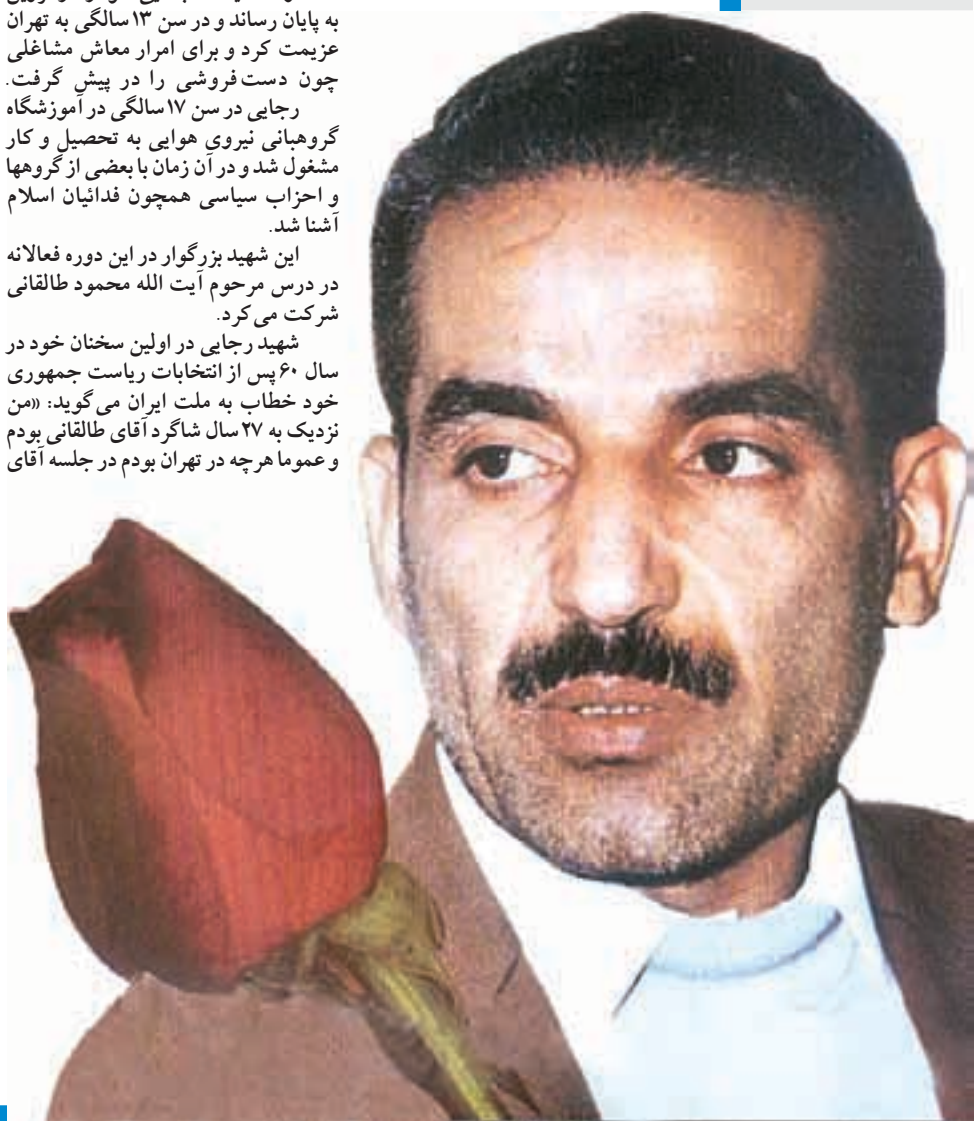 به پایان رساند و در سن ۱۳ سالگی به تهران
عزیمت کرد و برای امرار معاش مشاغلی
چون دست فروشی را در پیش گرفت.
رجایی در سن ۱۷ سالگی در آموزشگاه
گروهبانی نیروی هوایی به تحصیل و کار
مشغول شد و در آن زمان با بعضی از گروهها
و احزاب سیاسی همچون فدائیان اسلام
آشنا شد.
این شهید بزرگوار در این دوره فعالانه
در درس مرحوم آیت الله محمود طالقانی
شرکت می‌کرد.
شهید رجایی در اولین سخنان خود در
سال ۶۰ پس از انتخابات ریاست جمهوری
خود خطاب به ملت ایران می‌گوید: «من
نزدیک به ۲۷ سال شاگرد آقای طالقانی بودم
و عموما هرچه در تهران بودم در جلسه آقای